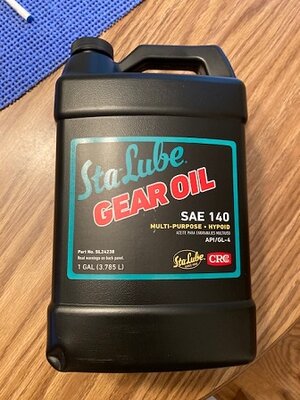 Sta-Lube
GEAR OIL
SAE 140
MULTI-PURPOSE • HYPOID
ACEITE PARA ENGRANAJES MULTIUSO
API/GL-4
Part No. SL24238
Read warnings on back panel.
1 GAL (3.785 L)
Sta-Lube
CRC